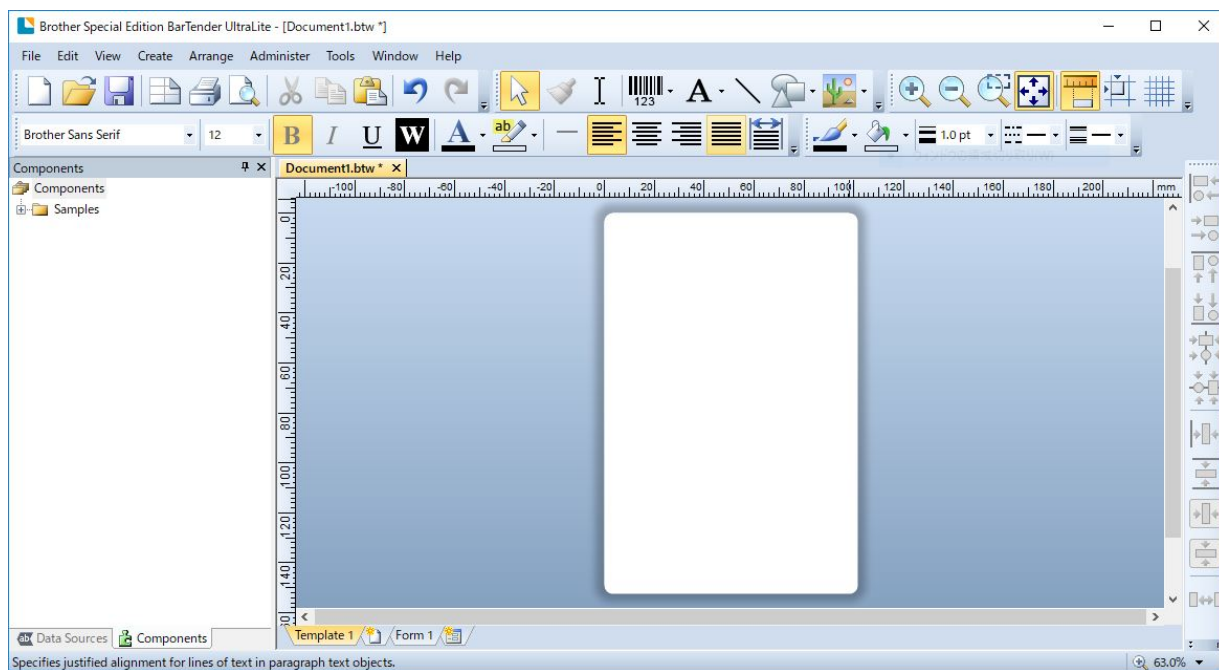 Brother Special Edition BarTender UltraLite - [Document1.btw *]
File Edit View Create Arrange Administer Tools Window Help
123 A
Brother Sans Serif 12 B I U W A ab 1.0 pt
Components
Document1.btw *
Components
Samples
-100 -80 -60 -40 -20 0 20 40 60 80 100 120 140 160 180 200 mm
0
20
40
60
80
100
120
140
Data Sources Components
Template 1 Form 1
Specifies justified alignment for lines of text in paragraph text objects.
63.0%